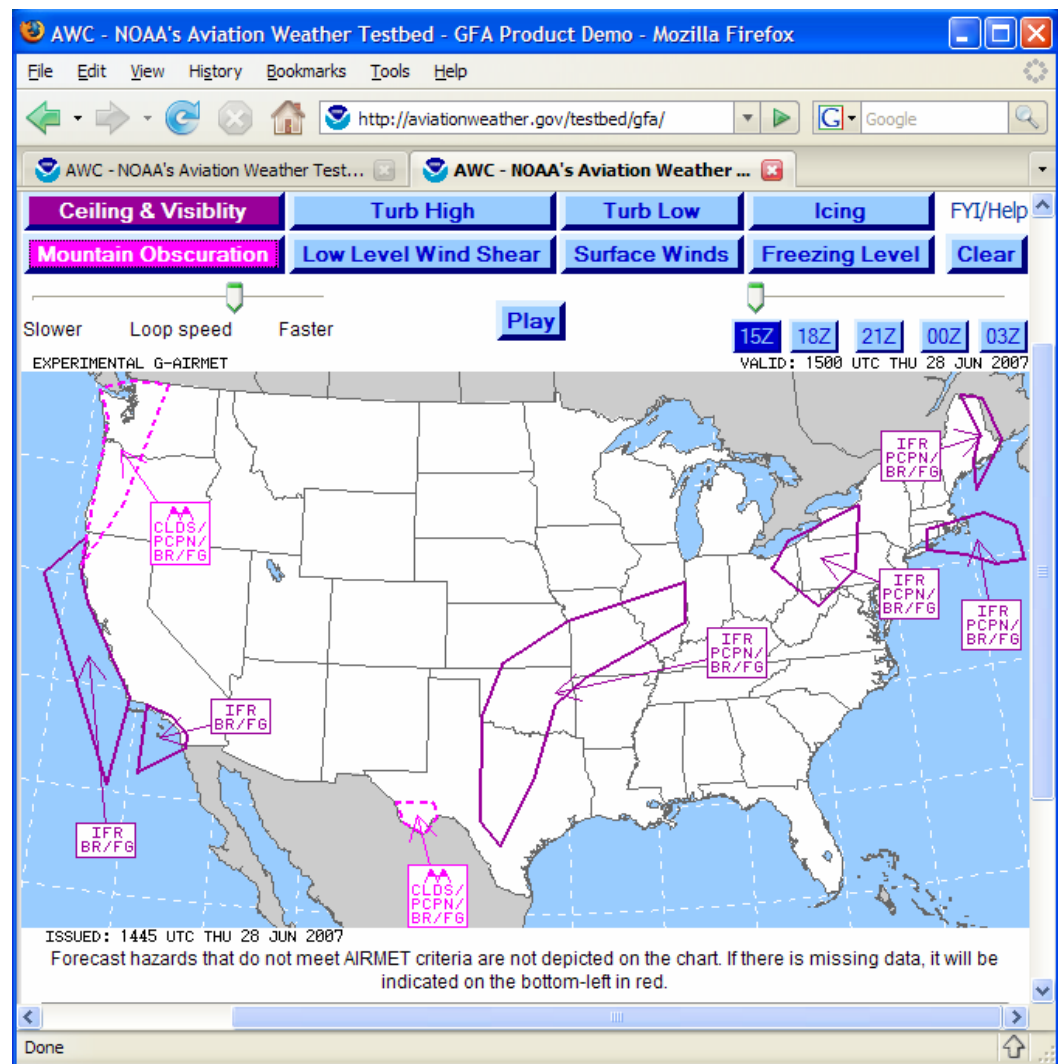 AWC - NOAA's Aviation Weather Testbed - GFA Product Demo - Mozilla Firefox
File Edit View History Bookmarks Tools Help
http://aviationweather.gov/testbed/gfa/ G Google
AWC - NOAA's Aviation Weather Test... AWC - NOAA's Aviation Weather ...
Ceiling & Visiblity Turb High Turb Low Icing FYI/Help
Mountain Obscuration Low Level Wind Shear Surface Winds Freezing Level Clear
Slower Loop speed Faster Play 15Z 18Z 21Z 00Z 03Z
EXPERIMENTAL G-AIRMET VALID: 1500 UTC THU 28 JUN 2007
IFR
PCPN/
BR/FG
CLDS/
PCPN/
BR/FG
IFR
PCPN/
BR/FG
IFR
PCPN/
BR/FG
IFR
PCPN/
BR/FG
IFR
BR/FG
IFR
BR/FG
CLDS/
PCPN/
BR/FG
ISSUED: 1445 UTC THU 28 JUN 2007
Forecast hazards that do not meet AIRMET criteria are not depicted on the chart. If there is missing data, it will be
indicated on the bottom-left in red.
Done